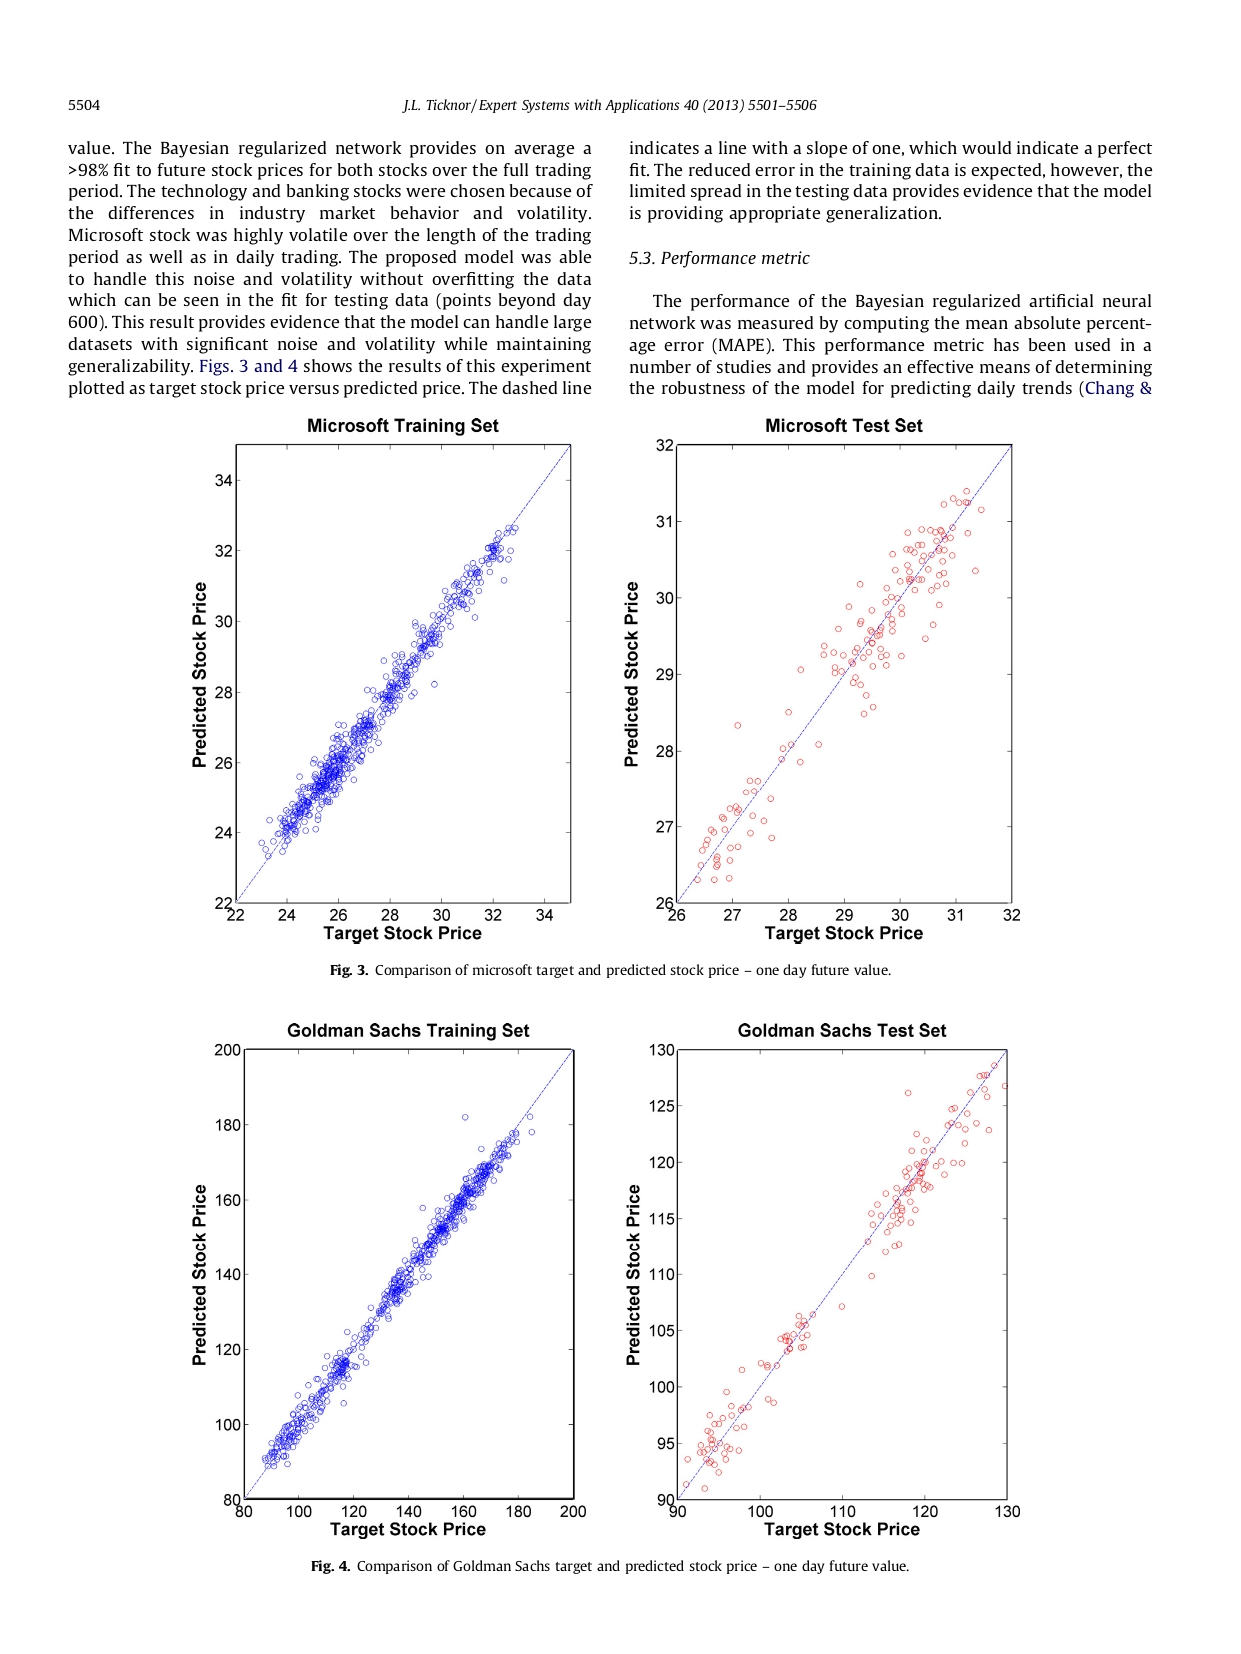 5504
J.L. Ticknor / Expert Systems with Applications 40 (2013) 5501–5506
value. The Bayesian regularized network provides on average a
>98% fit to future stock prices for both stocks over the full trading
period. The technology and banking stocks were chosen because of
the differences in industry market behavior and volatility.
Microsoft stock was highly volatile over the length of the trading
period as well as in daily trading. The proposed model was able
to handle this noise and volatility without overfitting the data
which can be seen in the fit for testing data (points beyond day
600). This result provides evidence that the model can handle large
datasets with significant noise and volatility while maintaining
generalizability. Figs. 3 and 4 shows the results of this experiment
plotted as target stock price versus predicted price. The dashed line
indicates a line with a slope of one, which would indicate a perfect
fit. The reduced error in the training data is expected, however, the
limited spread in the testing data provides evidence that the model
is providing appropriate generalization.
5.3. Performance metric
The performance of the Bayesian regularized artificial neural
network was measured by computing the mean absolute percent-
age error (MAPE). This performance metric has been used in a
number of studies and provides an effective means of determining
the robustness of the model for predicting daily trends (Chang &
Microsoft Training Set
34
32
30
28
26
24
22
Predicted Stock Price
22 24 26 28 30 32 34
Target Stock Price
Microsoft Test Set
32
31
30
29
28
27
26
Predicted Stock Price
26 27 28 29 30 31 32
Target Stock Price
Fig. 3. Comparison of microsoft target and predicted stock price – one day future value.
Goldman Sachs Training Set
200
180
160
140
120
100
80
Predicted Stock Price
80 100 120 140 160 180 200
Target Stock Price
Goldman Sachs Test Set
130
125
120
115
110
105
100
95
90
Predicted Stock Price
90 100 110 120 130
Target Stock Price
Fig. 4. Comparison of Goldman Sachs target and predicted stock price – one day future value.